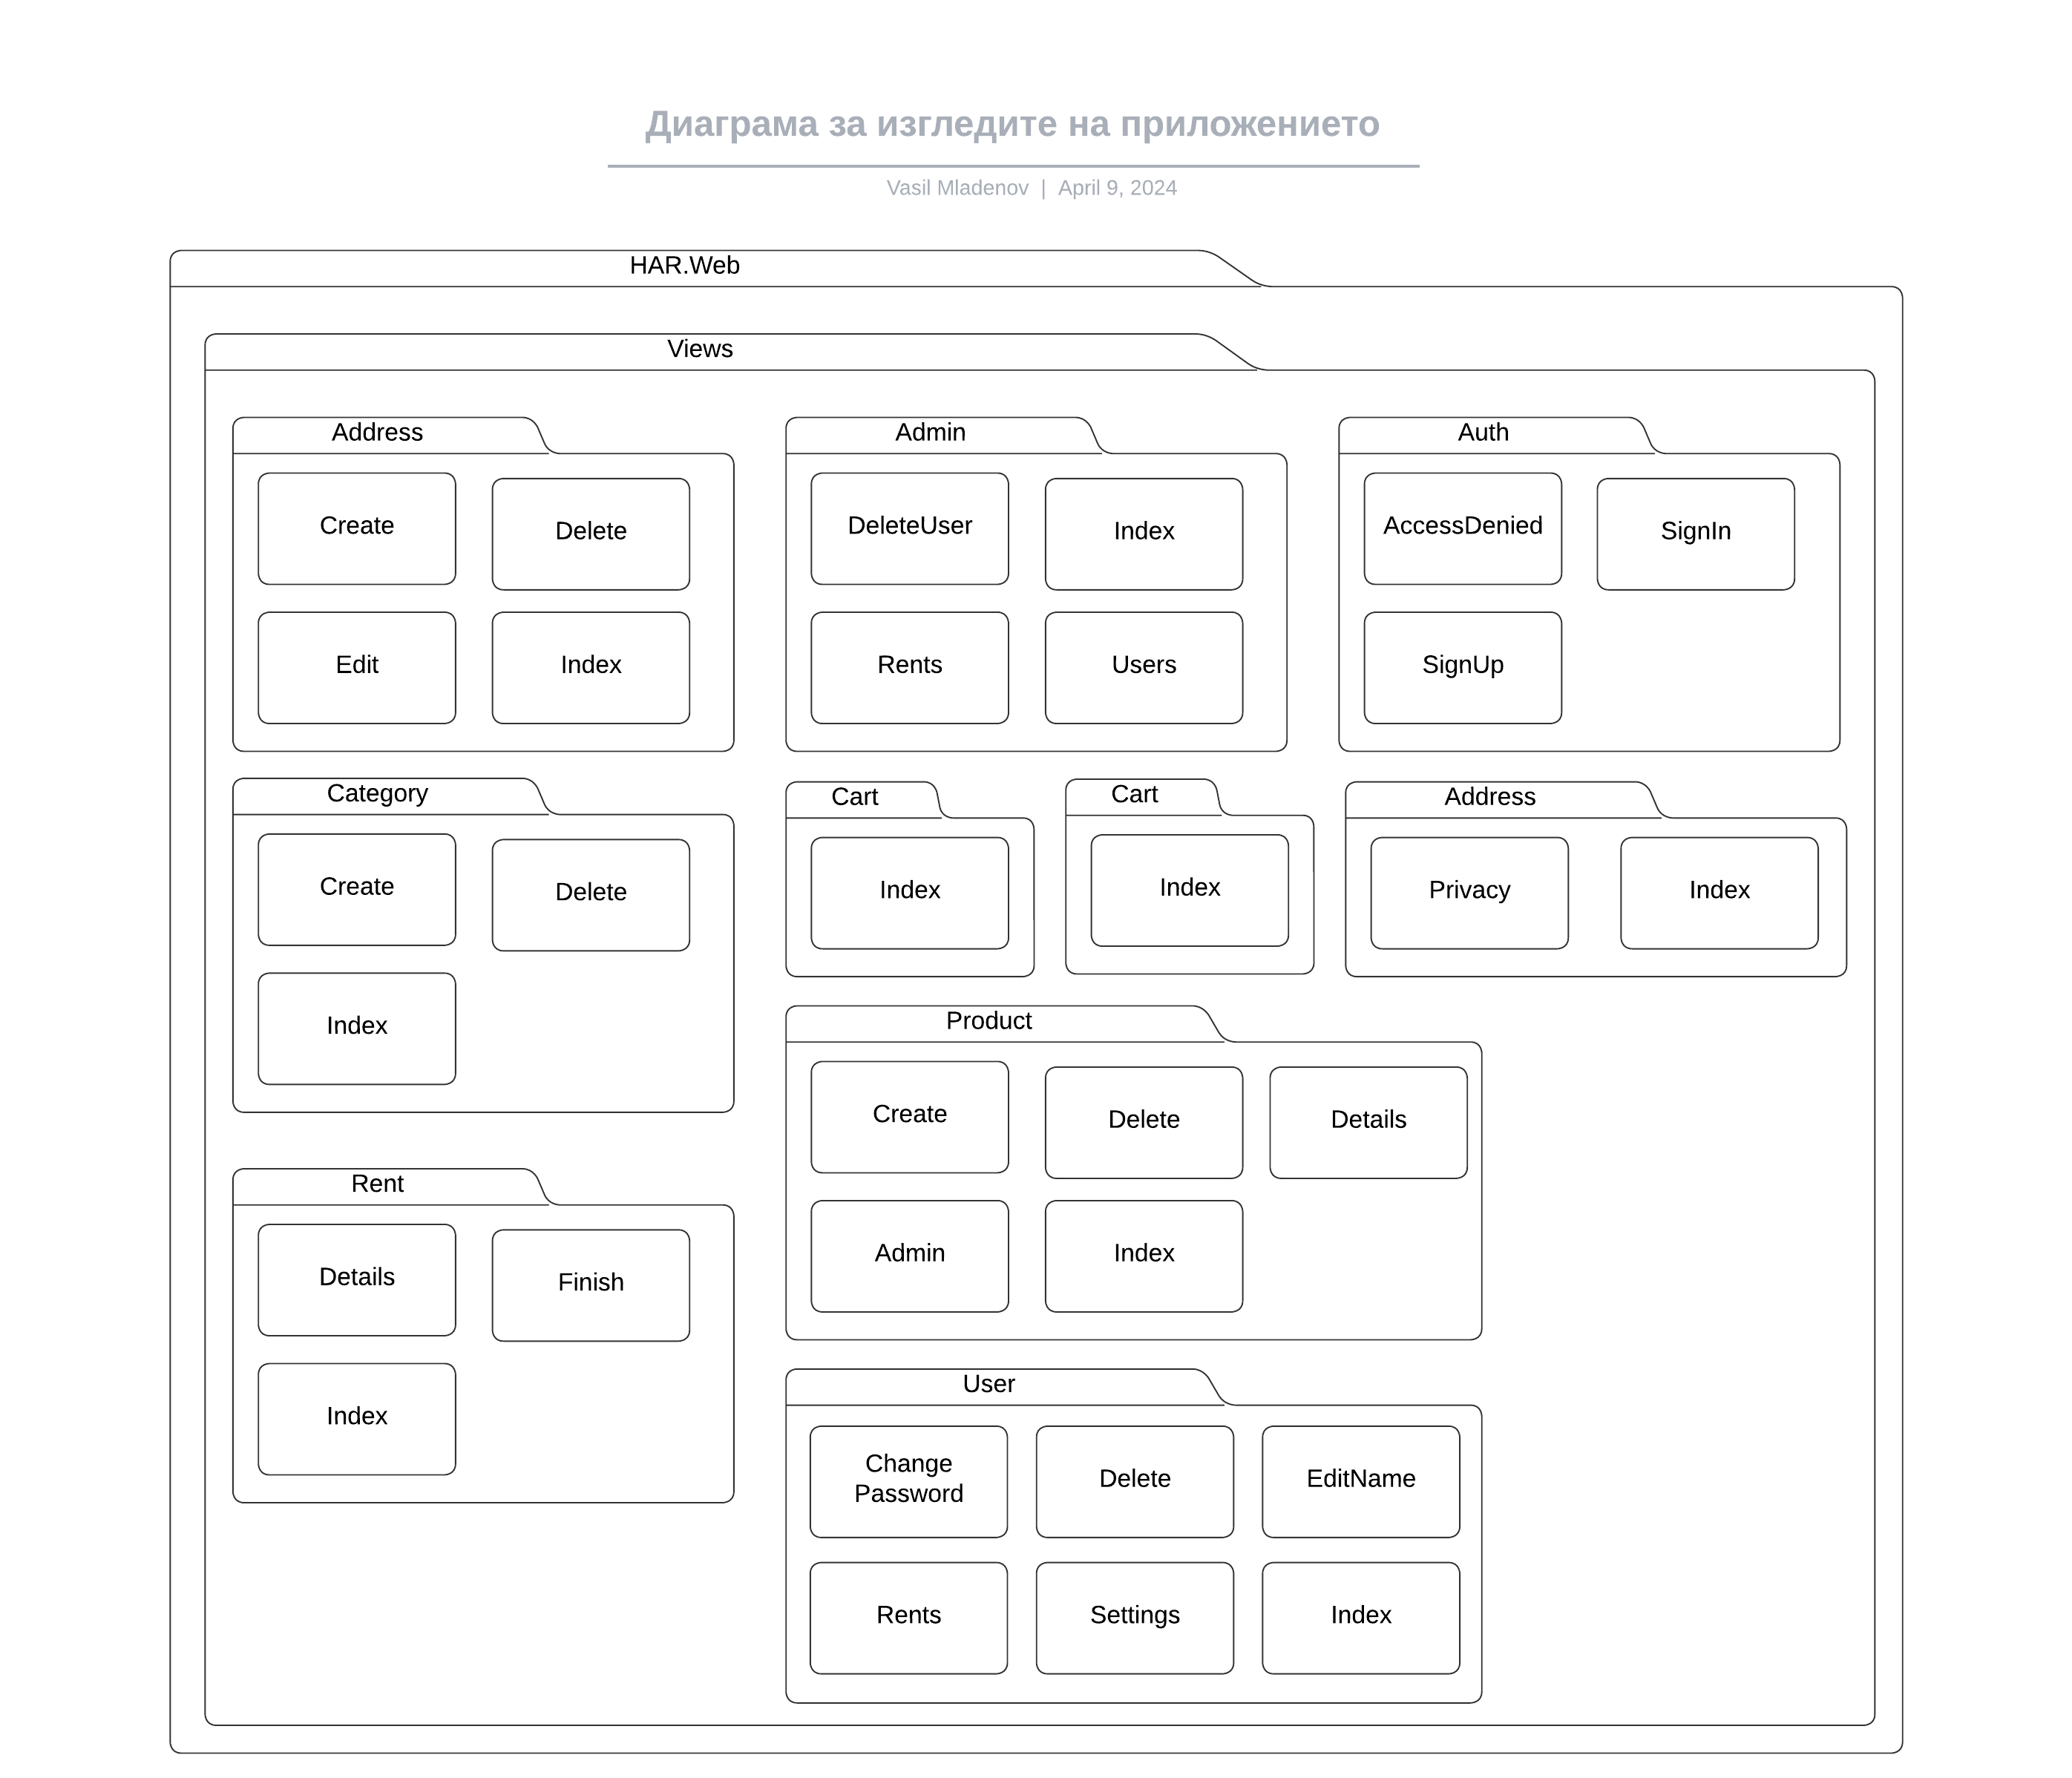 Диаграма за изгледите на приложението
Vasil Mladenov | April 9, 2024
HAR.Web
Views
Address
Create
Delete
Edit
Index
Admin
DeleteUser
Index
Rents
Users
Auth
AccessDenied
SignIn
SignUp
Category
Create
Delete
Index
Cart
Index
Cart
Index
Address
Privacy
Index
Product
Create
Delete
Details
Admin
Index
Rent
Details
Finish
Index
User
Change
Password
Delete
EditName
Rents
Settings
Index